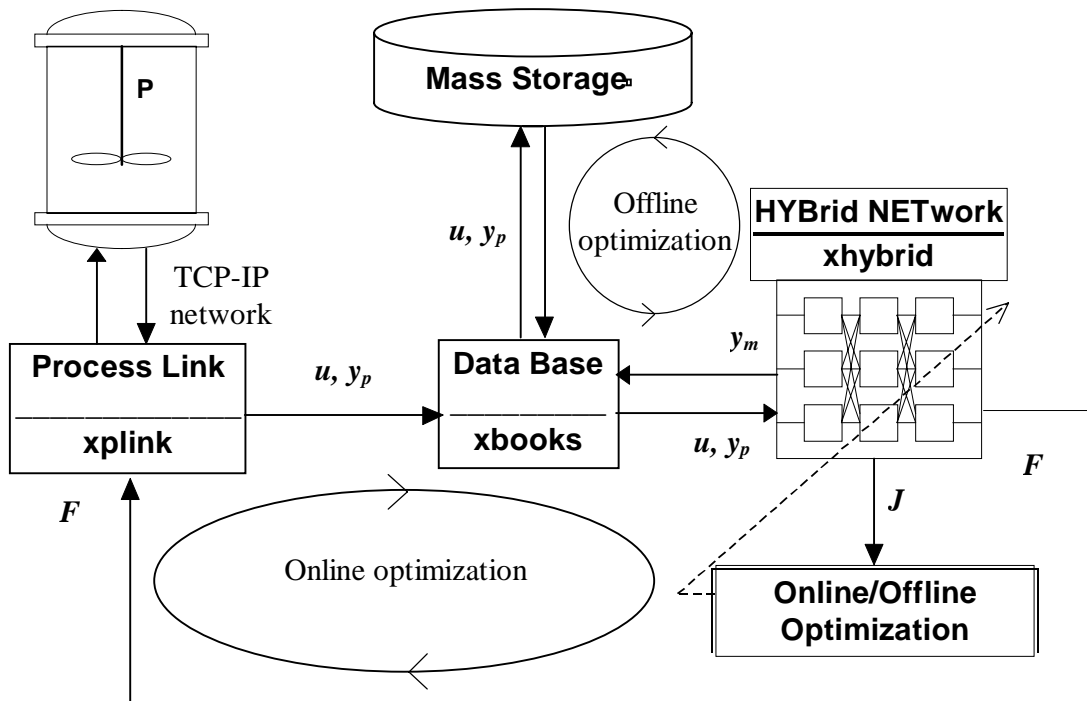 P
Mass Storage
Offline
optimization
HYBrid NETwork
xhybrid
u, yp
TCP-IP
network
ym
Process Link
xplink
u, yp
Data Base
xbooks
u, yp
F
F
J
Online optimization
Online/Offline
Optimization